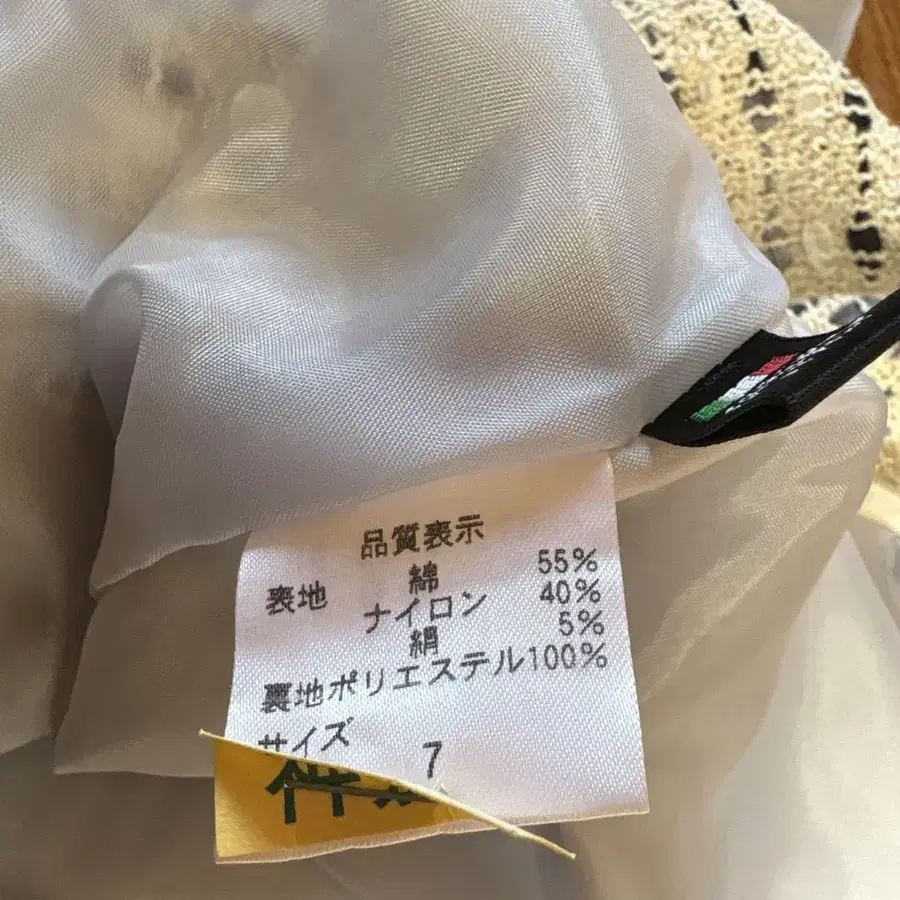 品質表示
表地 綿 55%
ナイロン 40%
絹 5%
裏地ポリエステル100%
サイズ
7